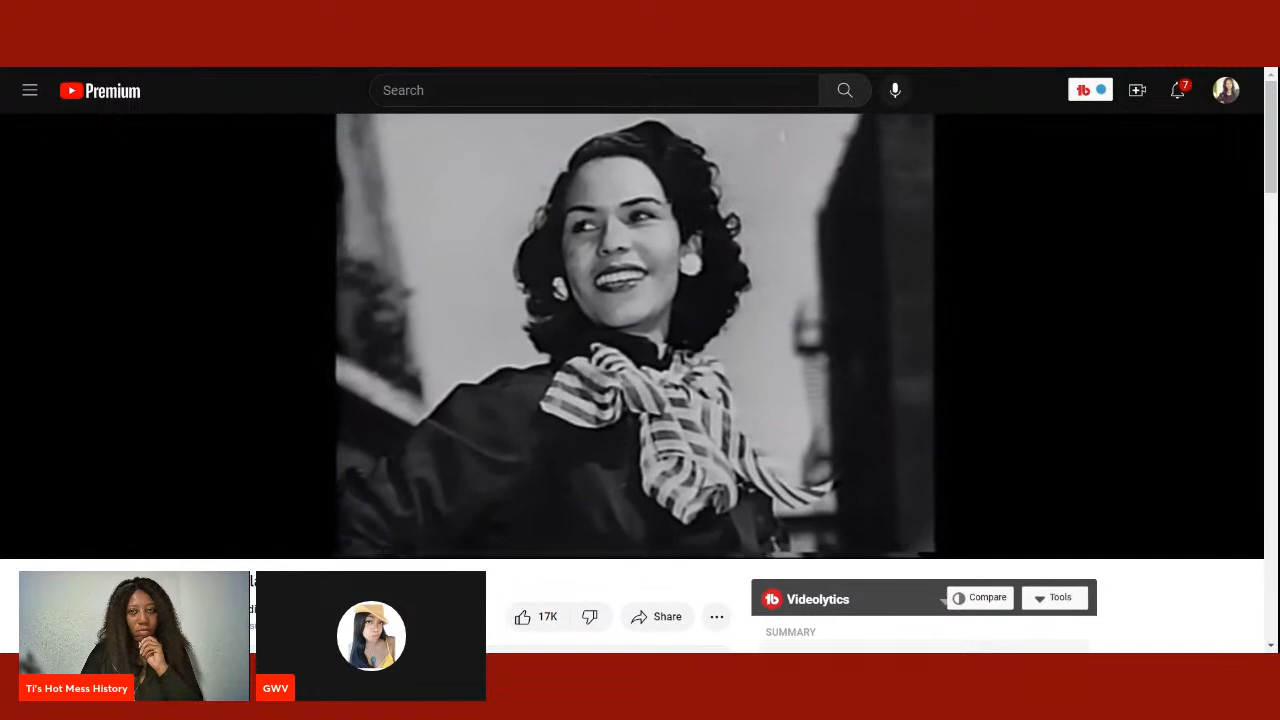 Premium
Search
7
17K
Share
Videolytics
Compare
Tools
SUMMARY
Ti's Hot Mess History
GWV